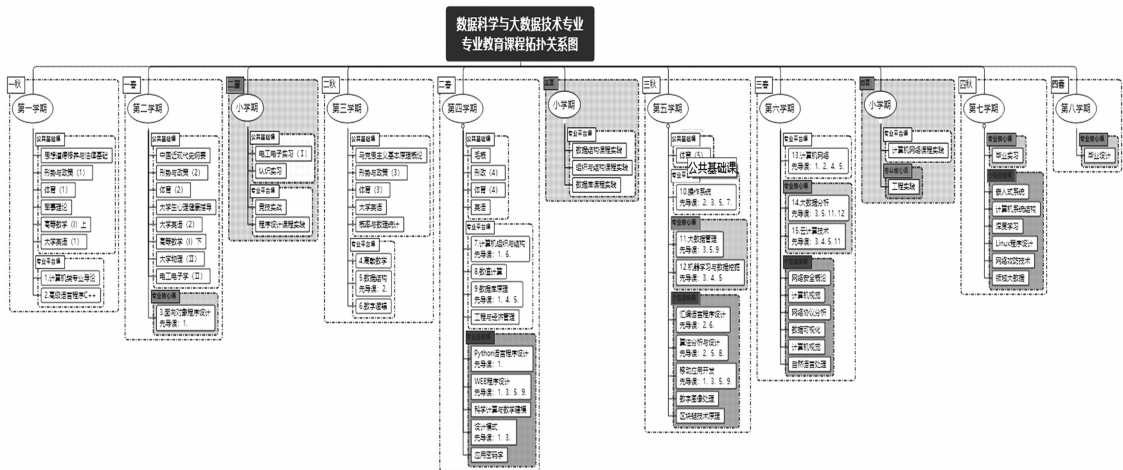 数据科学与大数据技术专业
专业教育课程拓扑关系图
一秋
第一学期
公共基础课
思想道德修养与法律基础
形势与政策（1）
体育（1）
军事理论
高等数学（I）上
大学英语（1）
专业平台课
1.计算机类专业导论
2.高级语言程序C++
一春
第二学期
公共基础课
中国近现代史纲要
形势与政策（2）
体育（2）
大学生心理健康指导
大学英语（2）
高等数学（I）下
大学物理（II）
电工电子学（II）
专业核心课
3.面向对象程序设计
先导课：1.
小学期
公共基础课
电工电子实习（I）
认识实习
专业平台课
竞技实战
程序设计课程实验
二秋
第三学期
公共基础课
马克思主义基本原理概论
形势与政策（3）
体育（3）
大学英语
概率与数理统计
专业平台课
4.离散数学
5.数据结构
先导课：2.
6.数字逻辑
二春
第四学期
公共基础课
毛概
形政（4）
体育（4）
英语
专业平台课
7.计算机组织与结构
先导课：1. 6.
8.数值计算
9.数据库原理
先导课：1. 4. 5.
工程与经济管理
Python语言程序设计
先导课：1.
WEB程序设计
先导课：1. 3. 5. 9.
科学计算与数学建模
设计模式
先导课：1. 3.
应用密码学
小学期
专业平台课
数据结构课程实验
组织与结构课程实验
数据库课程实验
三秋
第五学期
公共基础课
体育（5）
公共基础课
专业平台课
10.操作系统
先导课：2. 3. 5. 7.
专业核心课
11.大数据管理
先导课：3.5.9
12.机器学习与数据挖掘
先导课：3. 4. 5
汇编语言程序设计
先导课：2. 6.
算法分析与设计
先导课：2. 5. 8.
移动应用开发
先导课：1. 3. 5. 9.
数字图像处理
区块链技术原理
三春
第六学期
专业平台课
13.计算机网络
先导课：1. 2. 4. 5.
专业核心课
14.大数据分析
先导课：3.5.11.12
15.云计算技术
先导课：3.4.5.11
网络安全概论
计算机视觉
网络协议分析
数据可视化
计算机视觉
自然语言处理
小学期
专业平台课
计算机网络课程实验
专业核心课
工程实验
四秋
第七学期
专业核心课
毕业实习
嵌入式系统
计算机系统结构
深度学习
Linux程序设计
网络攻防技术
领域大数据
四春
第八学期
专业核心课
毕业设计